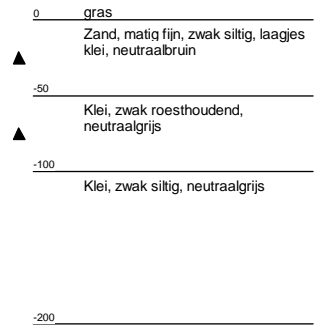 0 gras
Zand, matig fijn, zwak siltig, laagjes
klei, neutraalbruin
-50
Klei, zwak roesthoudend,
neutraalgrijs
-100
Klei, zwak siltig, neutraalgrijs
-200